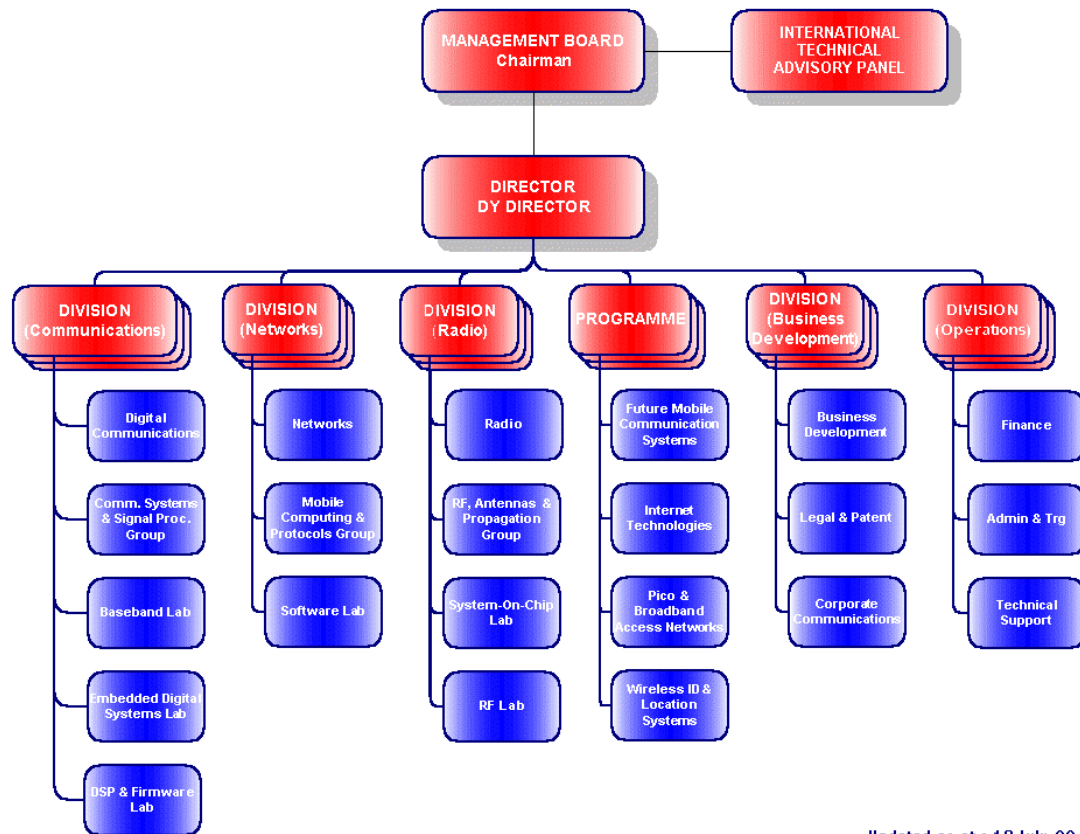 MANAGEMENT BOARD
Chairman
INTERNATIONAL
TECHNICAL
ADVISORY PANEL
DIRECTOR
DY DIRECTOR
DIVISION
(Communications)
DIVISION
(Networks)
DIVISION
(Radio)
PROGRAMME
DIVISION
(Business
Development)
DIVISION
(Operations)
Digital
Communications
Comm. Systems
& Signal Proc.
Group
Baseband Lab
Embedded Digital
Systems Lab
DSP & Firmware
Lab
Networks
Mobile
Computing &
Protocols Group
Software Lab
Radio
RF, Antennas &
Propagation
Group
System-On-Chip
Lab
RF Lab
Future Mobile
Communication
Systems
Internet
Technologies
Pico &
Broadband
Access Networks
Wireless ID &
Location
Systems
Business
Development
Legal & Patent
Corporate
Communications
Finance
Admin & Trg
Technical
Support